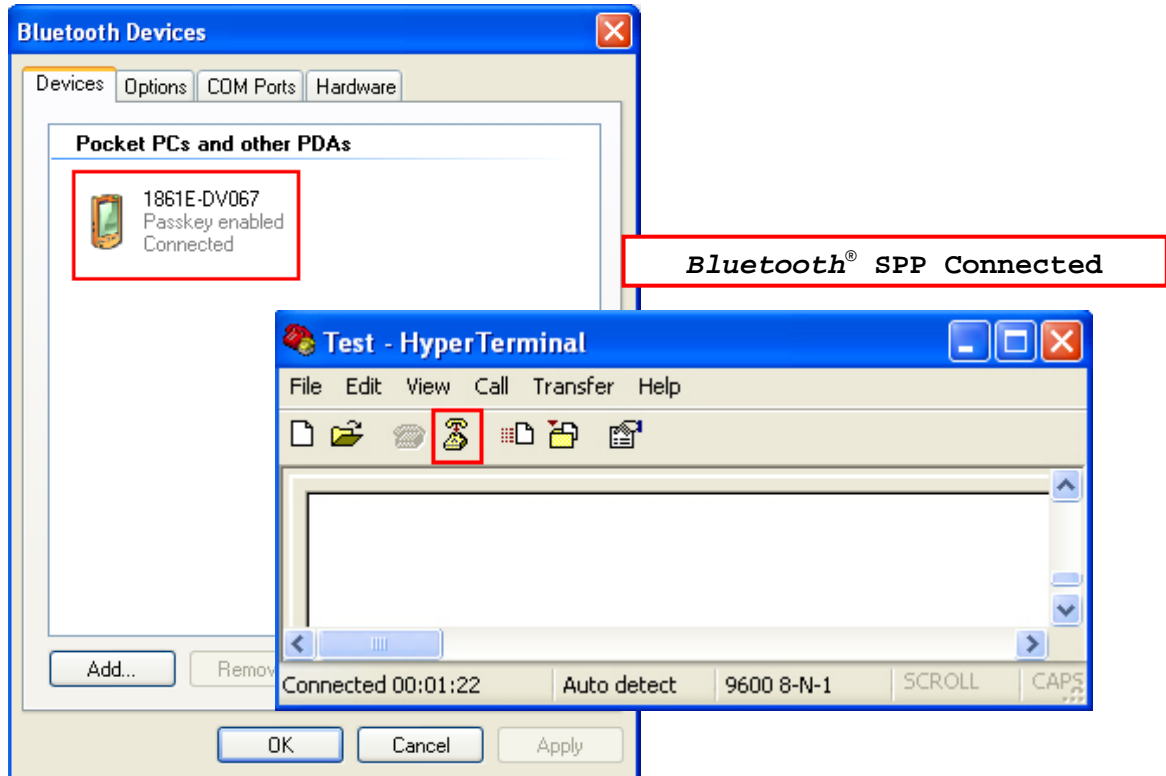 Bluetooth Devices
Devices Options COM Ports Hardware
Pocket PCs and other PDAs
1861E-DV067
Passkey enabled
Connected
Bluetooth® SPP Connected
Test - HyperTerminal
File Edit View Call Transfer Help
Add...
Remov
Connected 00:01:22 Auto detect 9600 8-N-1 SCROLL CAPS
OK Cancel Apply